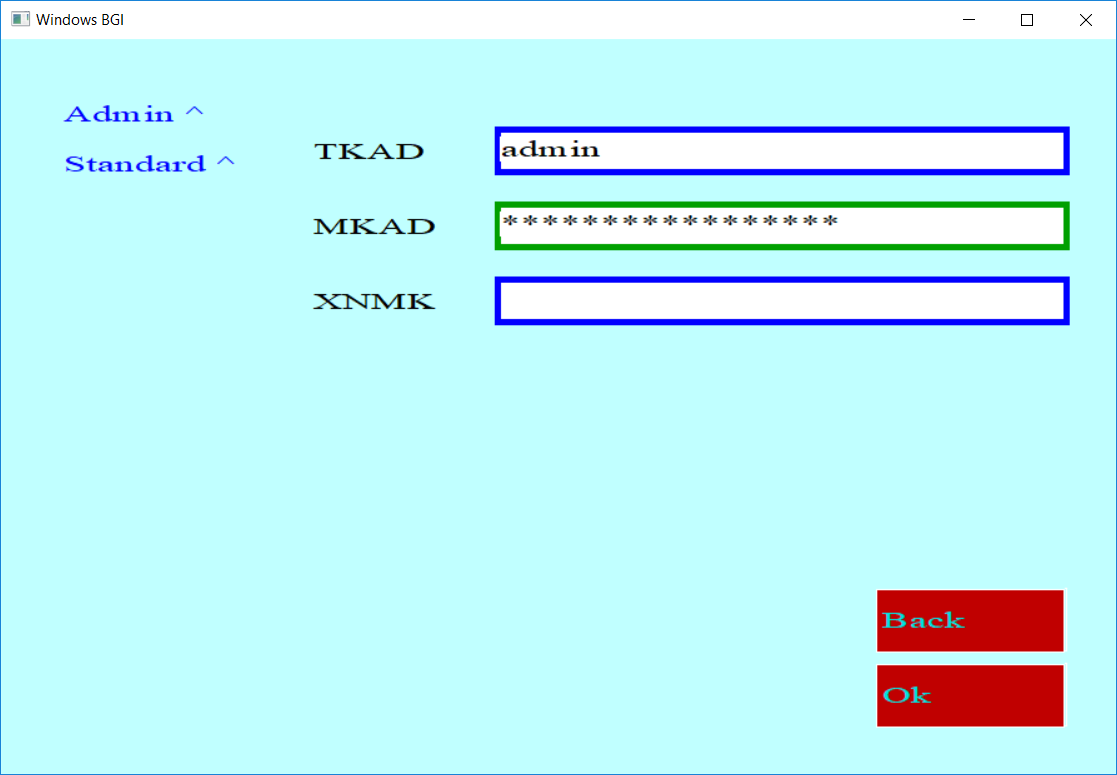 Windows BGI
Admin ^
Standard ^
TKAD admin
MKAD *****************
XNMK
Back
Ok